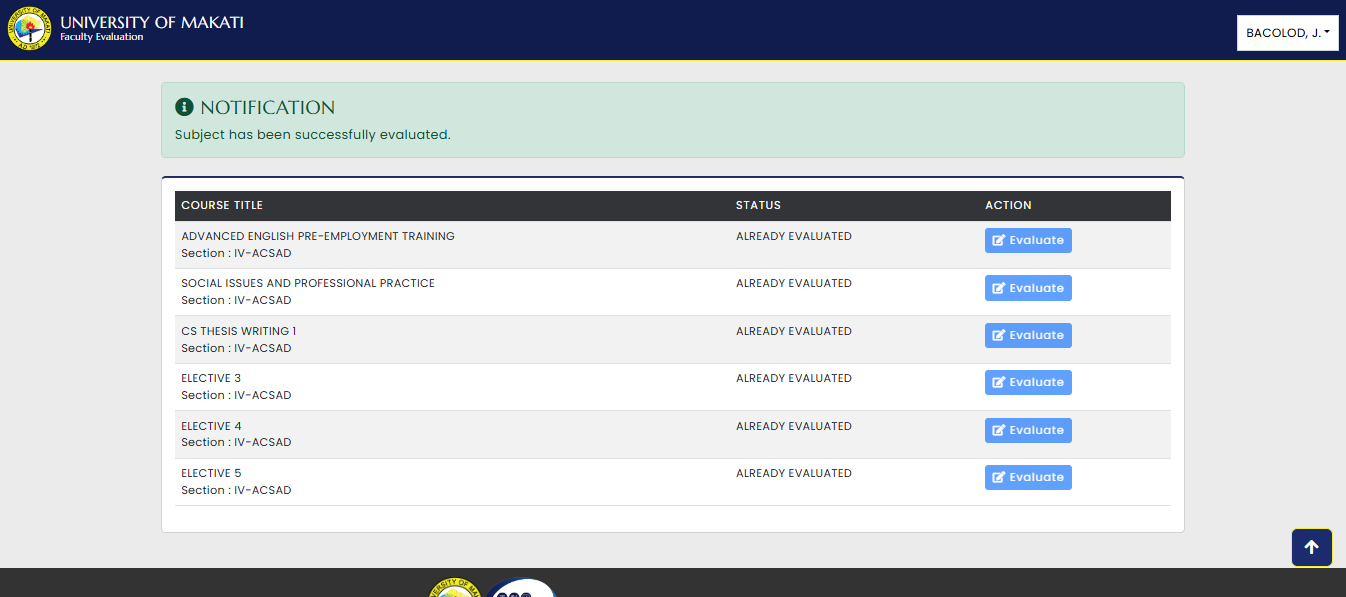 UNIVERSITY OF MAKATI
Faculty Evaluation
BACOLOD, J.
NOTIFICATION
Subject has been successfully evaluated.
COURSE TITLE STATUS ACTION
ADVANCED ENGLISH PRE-EMPLOYMENT TRAINING ALREADY EVALUATED Evaluate
Section : IV-ACSAD
SOCIAL ISSUES AND PROFESSIONAL PRACTICE ALREADY EVALUATED Evaluate
Section : IV-ACSAD
CS THESIS WRITING 1 ALREADY EVALUATED Evaluate
Section : IV-ACSAD
ELECTIVE 3 ALREADY EVALUATED Evaluate
Section : IV-ACSAD
ELECTIVE 4 ALREADY EVALUATED Evaluate
Section : IV-ACSAD
ELECTIVE 5 ALREADY EVALUATED Evaluate
Section : IV-ACSAD